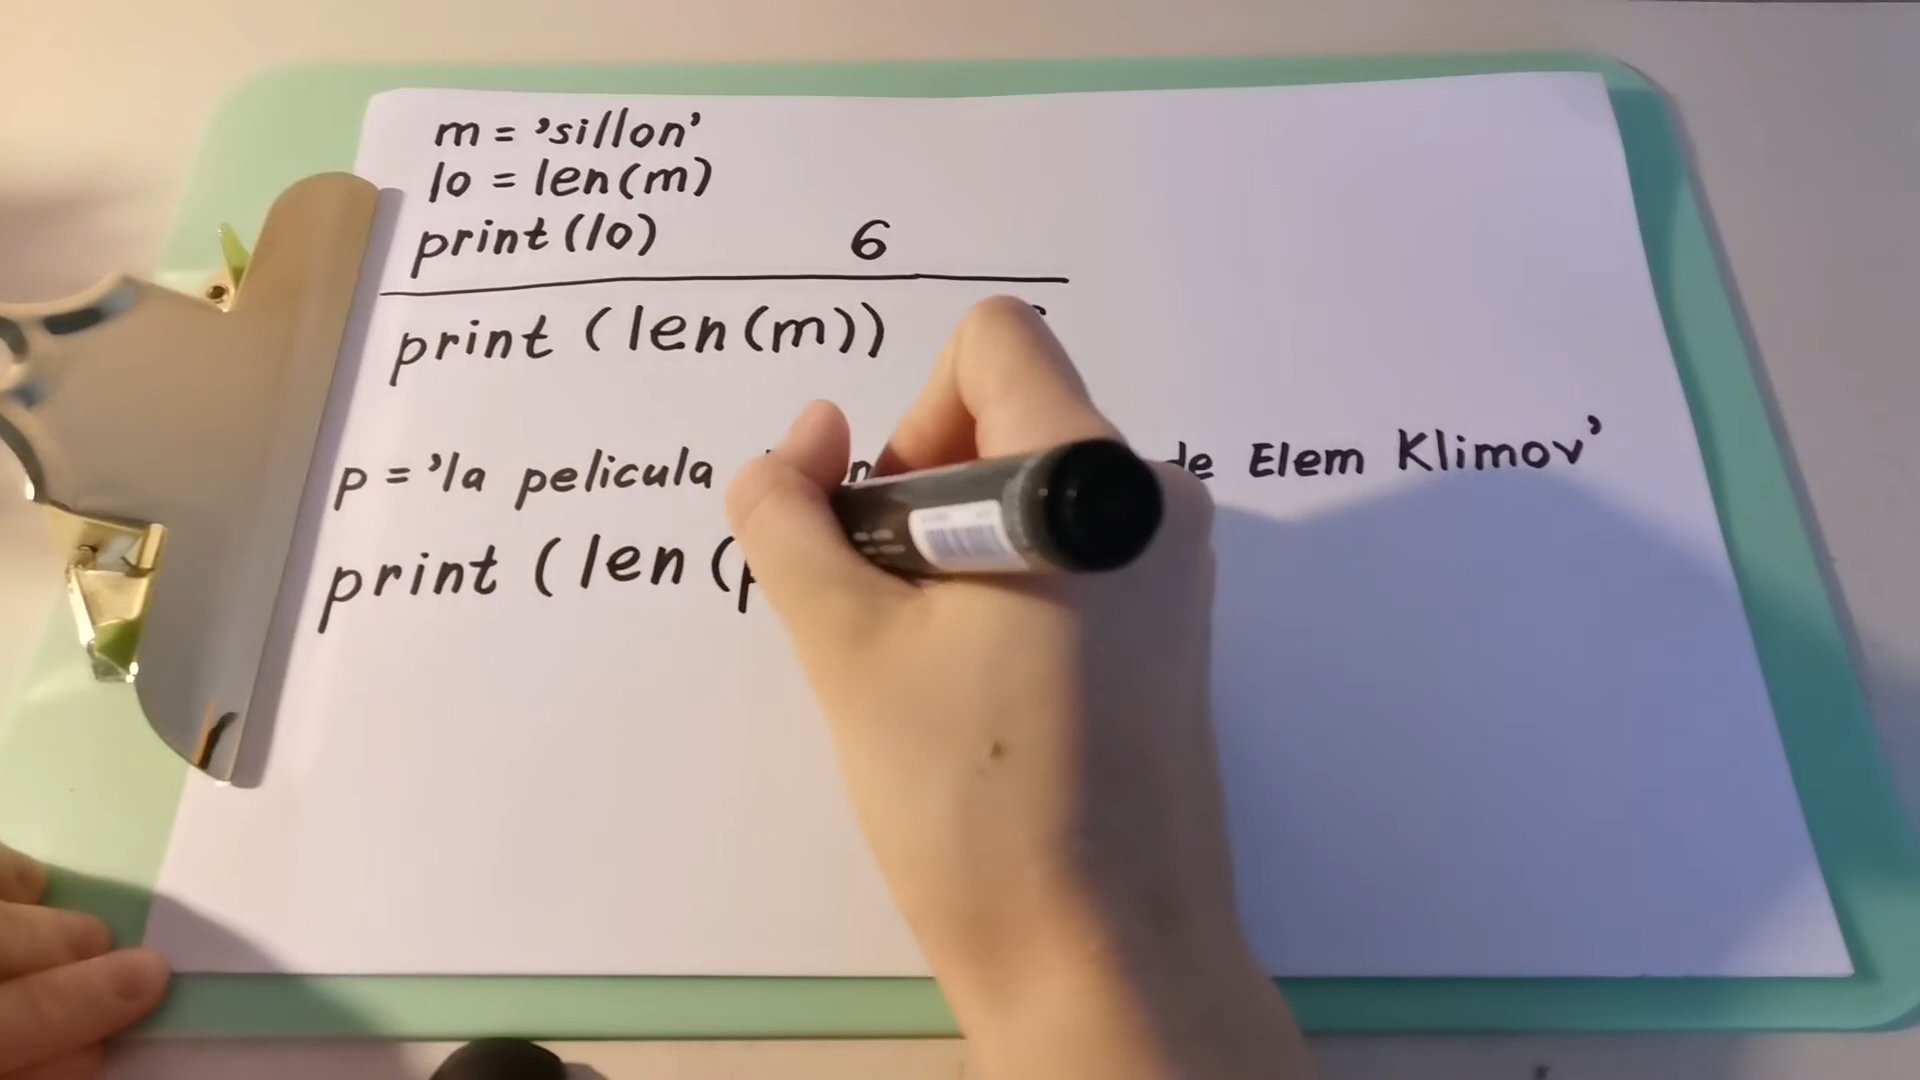 m = 'sillon'
lo = len(m)
print(lo) 6
print (len(m))
p = 'la pelicula de Elem Klimov'
print (len(p